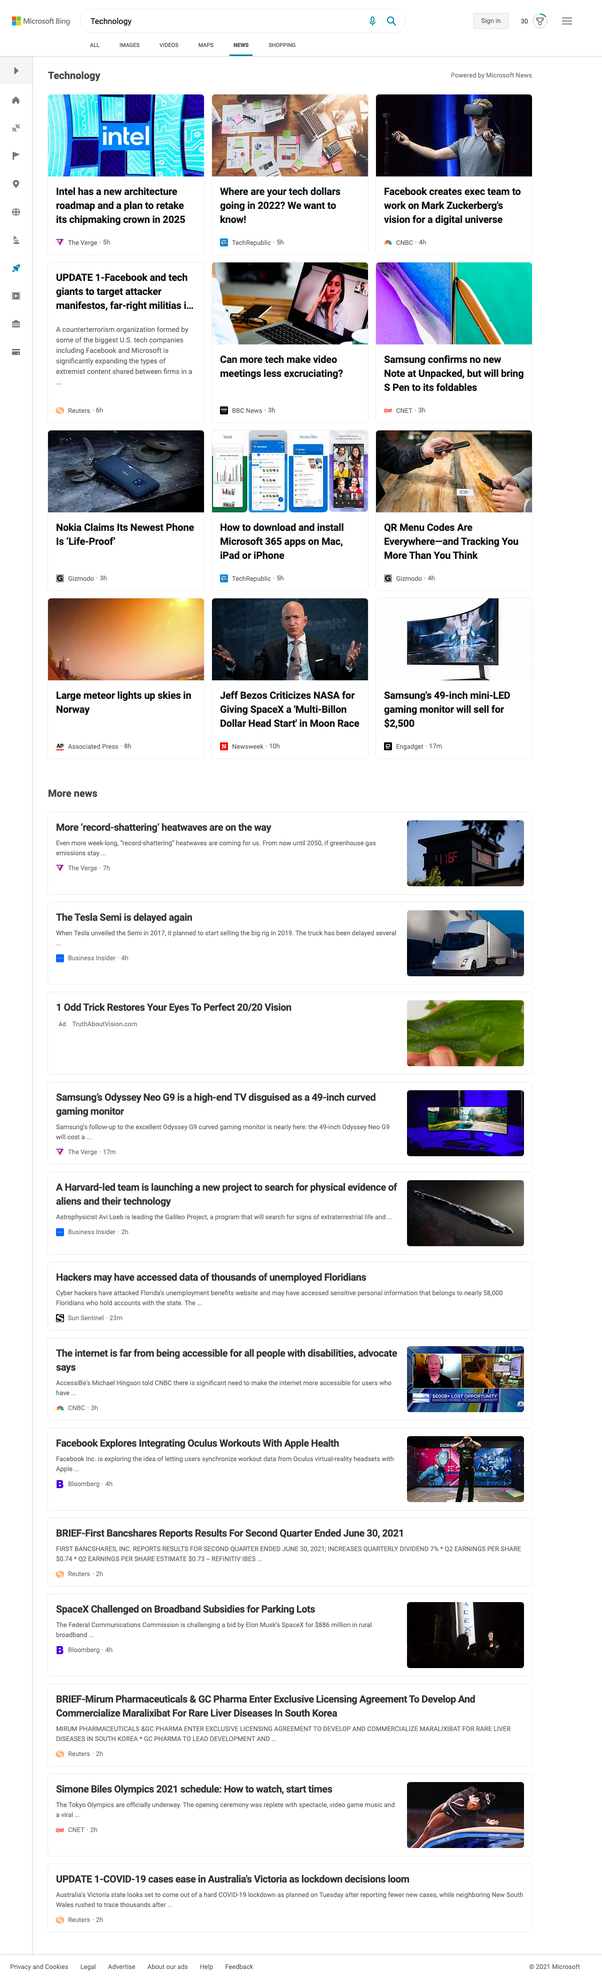 Microsoft Bing
Technology
Sign in
30
ALL
IMAGES
VIDEOS
MAPS
NEWS
SHOPPING
Technology
Powered by Microsoft News
intel
Intel has a new architecture
roadmap and a plan to retake
its chipmaking crown in 2025
The Verge · 5h
Where are your tech dollars
going in 2022? We want to
know!
TechRepublic · 5h
Facebook creates exec team to
work on Mark Zuckerberg's
vision for a digital universe
CNBC · 4h
UPDATE 1-Facebook and tech
giants to target attacker
manifestos, far-right militias i...
A counterterrorism organization formed by
some of the biggest U.S. tech companies
including Facebook and Microsoft is
significantly expanding the types of
extremist content shared between firms in a
...
Reuters · 6h
Can more tech make video
meetings less excruciating?
BBC News · 3h
Samsung confirms no new
Note at Unpacked, but will bring
S Pen to its foldables
CNET · 3h
Nokia Claims Its Newest Phone
Is ‘Life-Proof’
Gizmodo · 3h
How to download and install
Microsoft 365 apps on Mac,
iPad or iPhone
TechRepublic · 5h
QR Menu Codes Are
Everywhere—and Tracking You
More Than You Think
Gizmodo · 4h
Large meteor lights up skies in
Norway
AP Associated Press · 8h
Jeff Bezos Criticizes NASA for
Giving SpaceX a 'Multi-Billon
Dollar Head Start' in Moon Race
N Newsweek · 10h
Samsung's 49-inch mini-LED
gaming monitor will sell for
$2,500
Engadget · 17m
More news
More ‘record-shattering’ heatwaves are on the way
Even more week-long, “record-shattering” heatwaves are coming for us. From now until 2050, if greenhouse gas
emissions stay ...
The Verge · 7h
The Tesla Semi is delayed again
When Tesla unveiled the Semi in 2017, it planned to start selling the big rig in 2019. The truck has been delayed several
...
Business Insider · 4h
1 Odd Trick Restores Your Eyes To Perfect 20/20 Vision
Ad TruthAboutVision.com
Samsung’s Odyssey Neo G9 is a high-end TV disguised as a 49-inch curved
gaming monitor
Samsung’s follow-up to the excellent Odyssey G9 curved gaming monitor is nearly here: the 49-inch Odyssey Neo G9
will cost a ...
The Verge · 17m
A Harvard-led team is launching a new project to search for physical evidence of
aliens and their technology
Astrophysicist Avi Loeb is leading the Galileo Project, a program that will search for signs of extraterrestrial life and ...
Business Insider · 2h
Hackers may have accessed data of thousands of unemployed Floridians
Cyber hackers have attacked Florida’s unemployment benefits website and may have accessed sensitive personal information that belongs to nearly 58,000
Floridians who hold accounts with the state. The ...
Sun Sentinel · 23m
The internet is far from being accessible for all people with disabilities, advocate
says
AccessiBe's Michael Hingson told CNBC there is significant need to make the internet more accessible for users who
have ...
CNBC · 3h
$600B+ LOST OPPORTUNITY
Facebook Explores Integrating Oculus Workouts With Apple Health
Facebook Inc. is exploring the idea of letting users synchronize workout data from Oculus virtual-reality headsets with
Apple ...
B Bloomberg · 4h
BRIEF-First Bancshares Reports Results For Second Quarter Ended June 30, 2021
FIRST BANCSHARES, INC. REPORTS RESULTS FOR SECOND QUARTER ENDED JUNE 30, 2021; INCREASES QUARTERLY DIVIDEND 7% * Q2 EARNINGS PER SHARE
$0.74 * Q2 EARNINGS PER SHARE ESTIMATE $0.73 -- REFINITIV IBES ...
Reuters · 2h
SpaceX Challenged on Broadband Subsidies for Parking Lots
The Federal Communications Commission is challenging a bid by Elon Musk's SpaceX for $886 million in rural
broadband ...
B Bloomberg · 4h
BRIEF-Mirum Pharmaceuticals & GC Pharma Enter Exclusive Licensing Agreement To Develop And
Commercialize Maralixibat For Rare Liver Diseases In South Korea
MIRUM PHARMACEUTICALS &GC PHARMA ENTER EXCLUSIVE LICENSING AGREEMENT TO DEVELOP AND COMMERCIALIZE MARALIXIBAT FOR RARE LIVER
DISEASES IN SOUTH KOREA * GC PHARMA TO LEAD DEVELOPMENT AND ...
Reuters · 2h
Simone Biles Olympics 2021 schedule: How to watch, start times
The Tokyo Olympics are officially underway. The opening ceremony was replete with spectacle, video game music and
a viral ...
CNET · 2h
UPDATE 1-COVID-19 cases ease in Australia's Victoria as lockdown decisions loom
Australia's Victoria state looks set to come out of a hard COVID-19 lockdown as planned on Tuesday after reporting fewer new cases, while neighboring New South
Wales rushed to trace thousands after ...
Reuters · 2h
Privacy and Cookies
Legal
Advertise
About our ads
Help
Feedback
© 2021 Microsoft